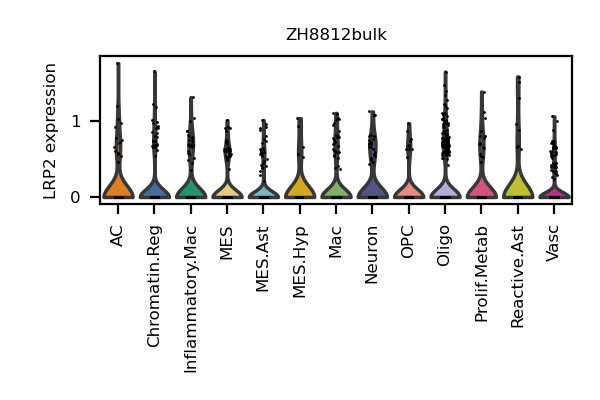 ZH8812bulk
LRP2 expression
1
0
AC
Chromatin.Reg
Inflammatory.Mac
MES
MES.Ast
MES.Hyp
Mac
Neuron
OPC
Oligo
Prolif.Metab
Reactive.Ast
Vasc